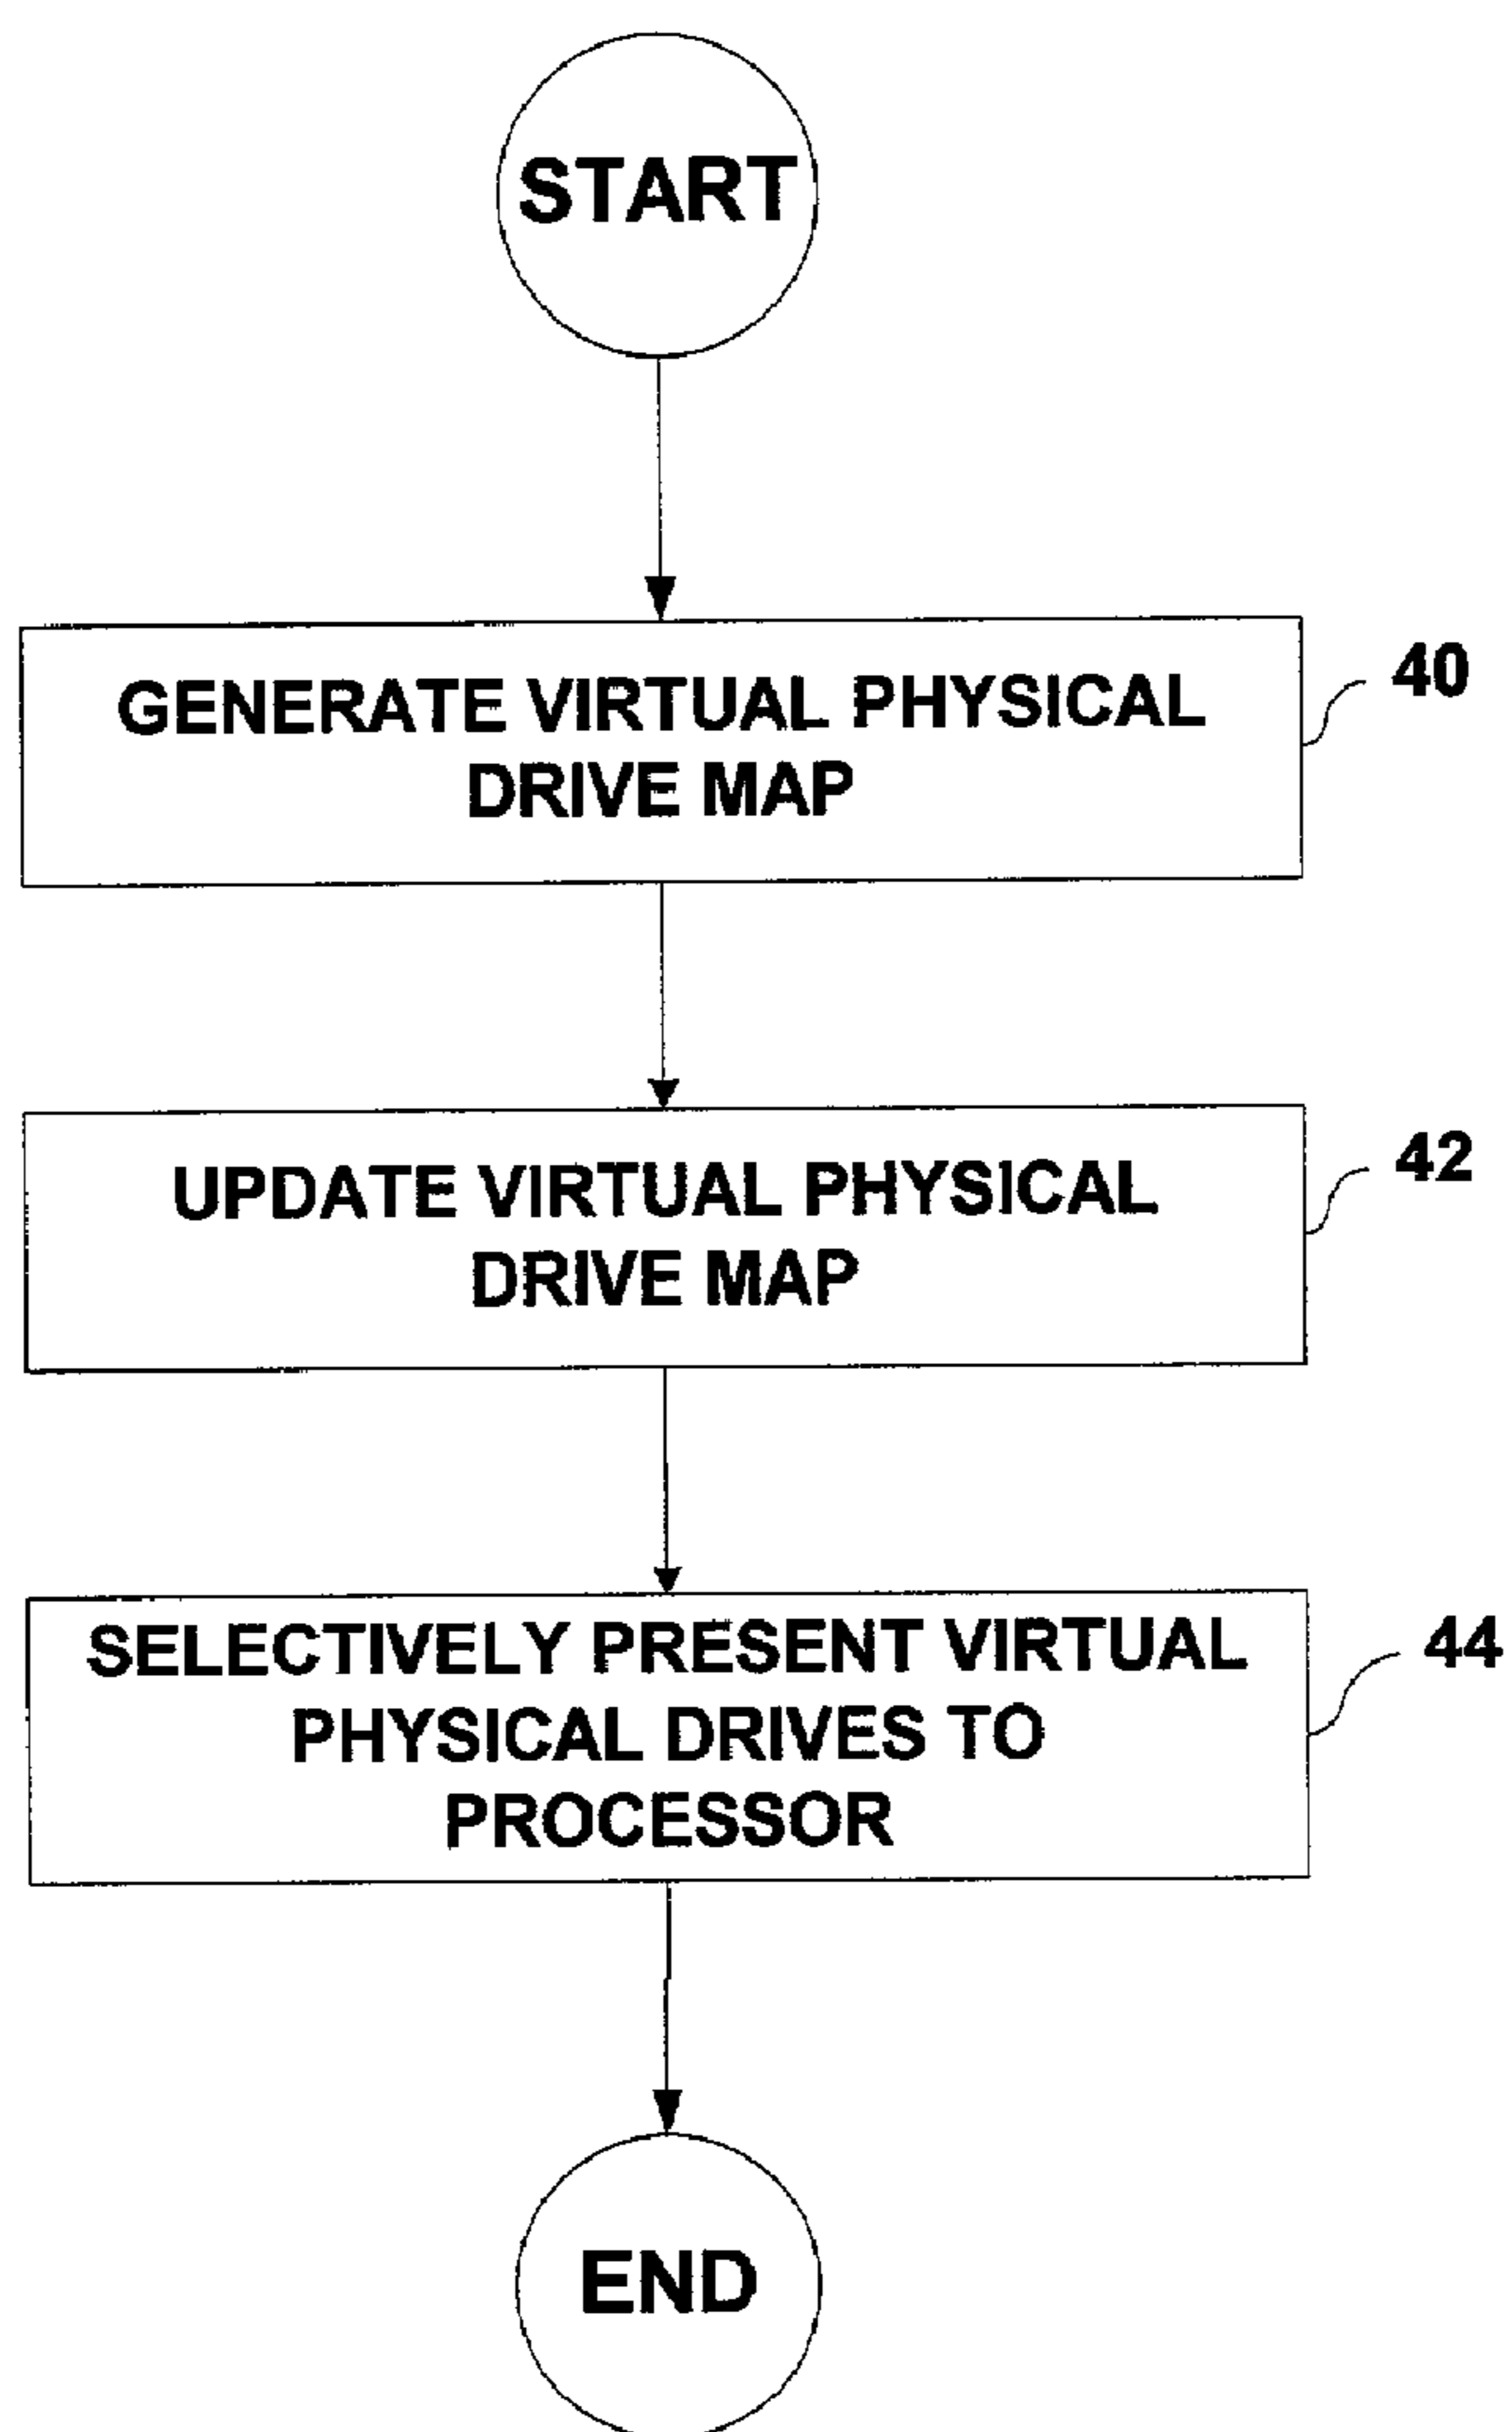 START
GENERATE VIRTUAL PHYSICAL
DRIVE MAP
40
UPDATE VIRTUAL PHYSICAL
DRIVE MAP
42
SELECTIVELY PRESENT VIRTUAL
PHYSICAL DRIVES TO
PROCESSOR
44
END